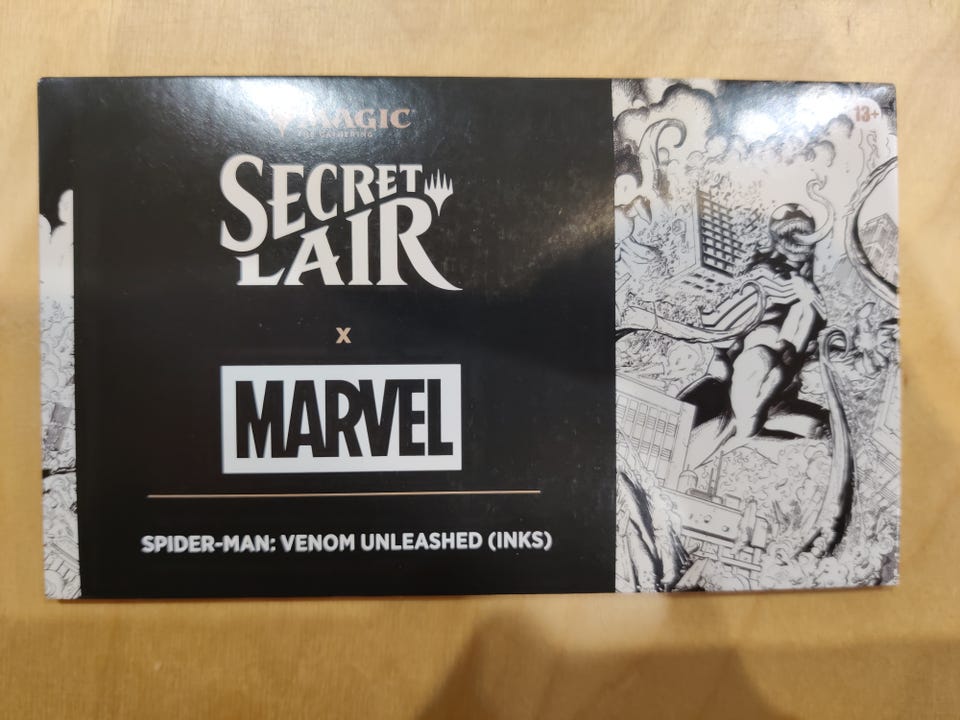 MAGIC
THE GATHERING
13+
SECRET
LAIR
X
MARVEL
SPIDER-MAN: VENOM UNLEASHED (INKS)